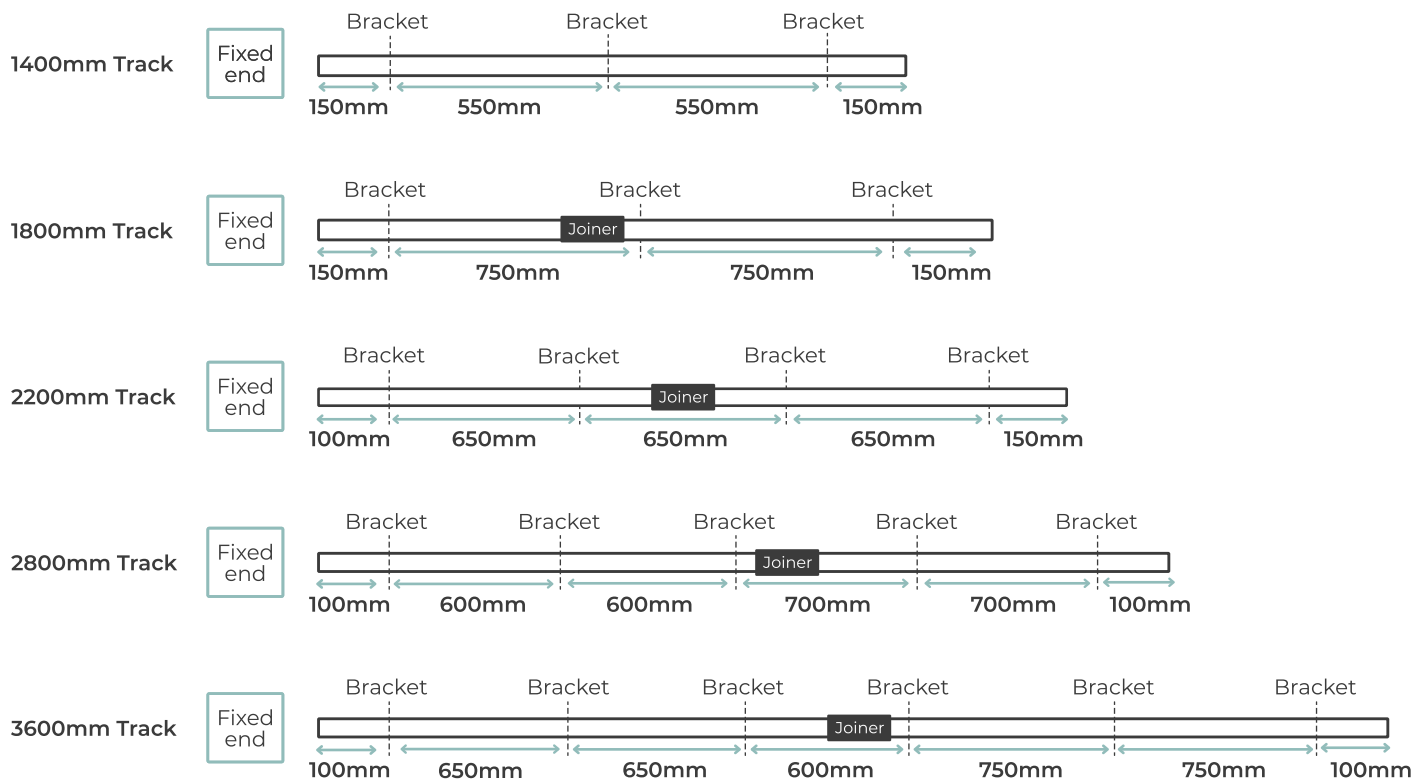 Bracket Bracket Bracket
1400mm Track
Fixed
end
150mm 550mm 550mm 150mm
Bracket Bracket Bracket
1800mm Track
Fixed
end
Joiner
150mm 750mm 750mm 150mm
Bracket Bracket Bracket Bracket
2200mm Track
Fixed
end
Joiner
100mm 650mm 650mm 650mm 150mm
Bracket Bracket Bracket Bracket Bracket
2800mm Track
Fixed
end
Joiner
100mm 600mm 600mm 700mm 700mm 100mm
Bracket Bracket Bracket Bracket Bracket Bracket
3600mm Track
Fixed
end
Joiner
100mm 650mm 650mm 600mm 750mm 750mm 100mm